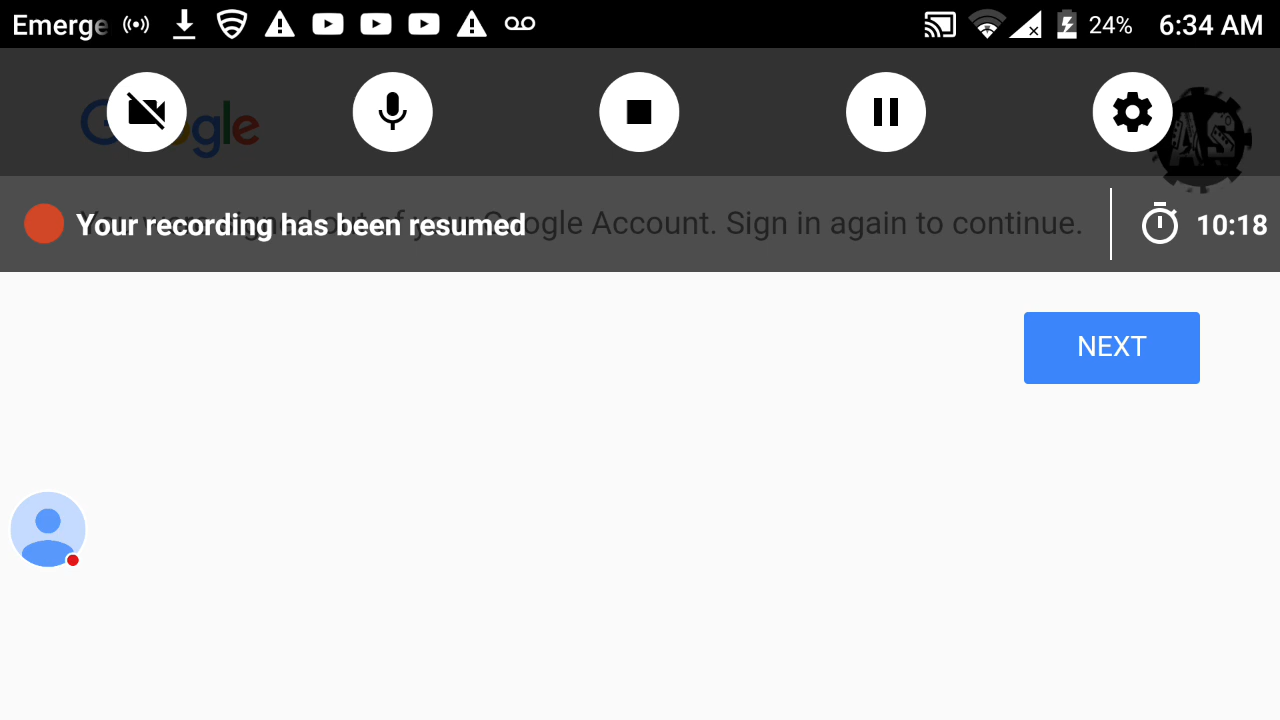 Emerge 24% 6:34 AM
Google AS
Your recording has been resumed 10:18
Google Account. Sign in again to continue.
NEXT